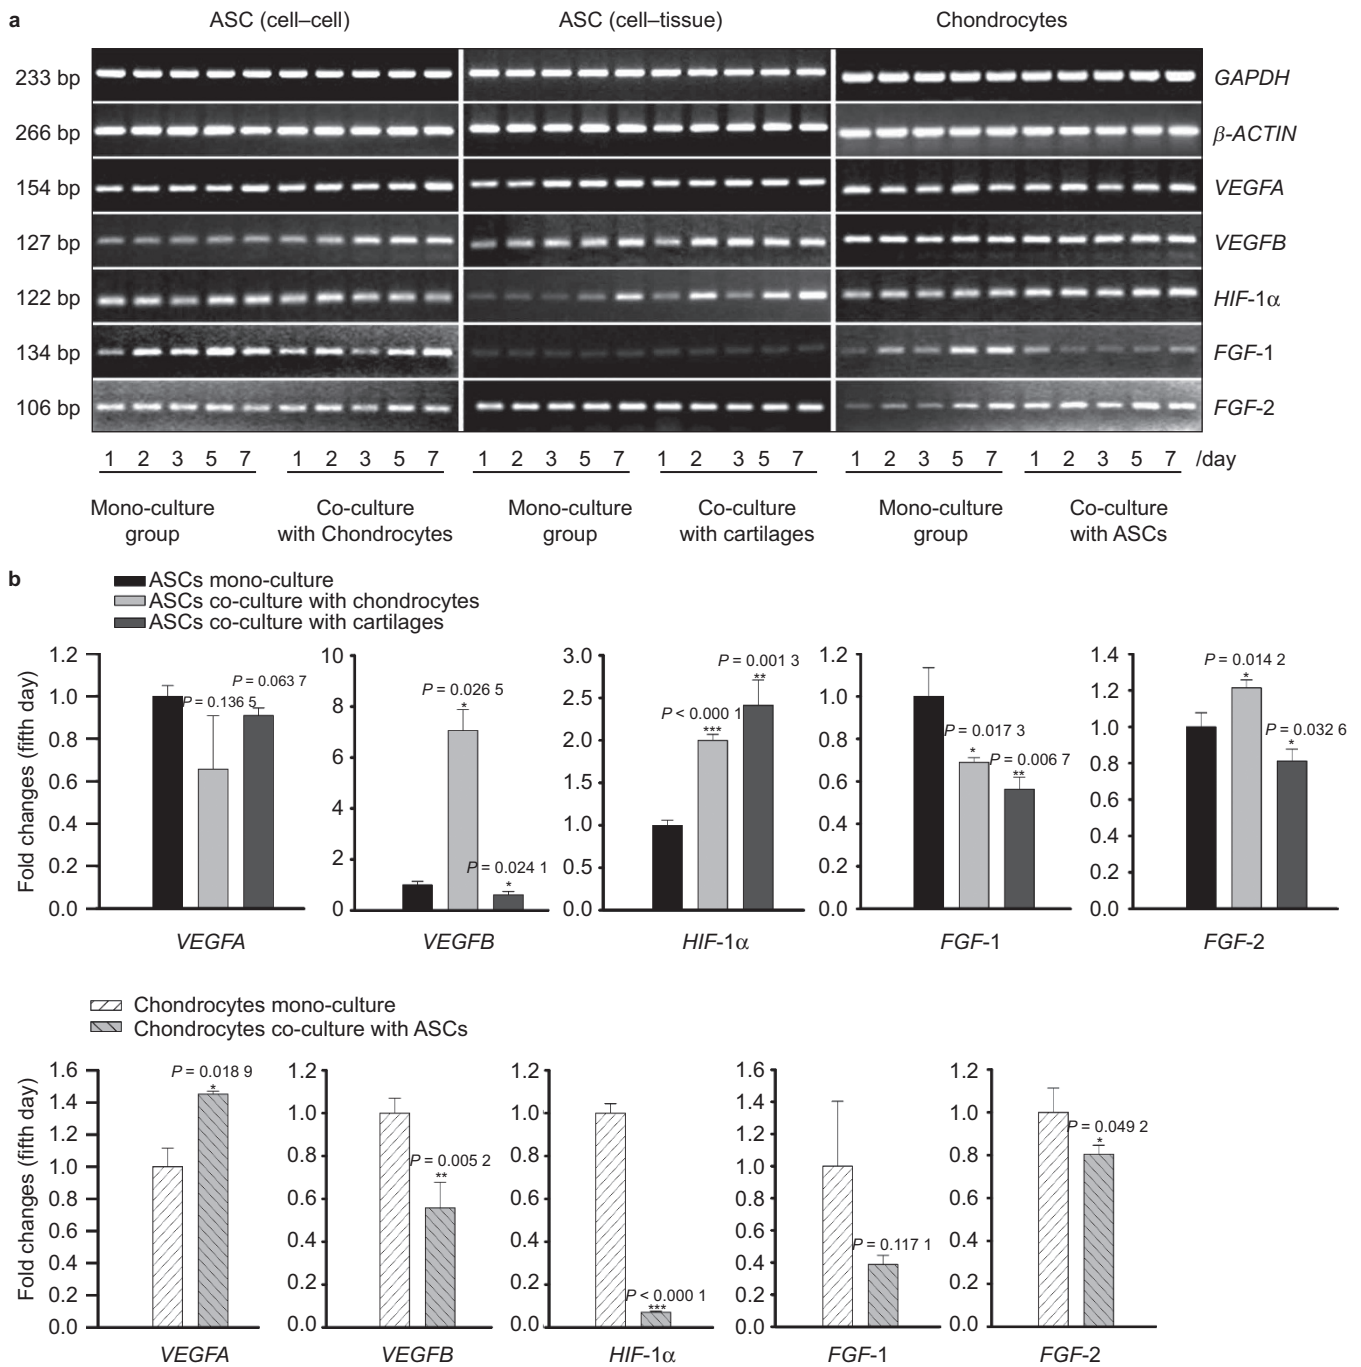 a
ASC (cell–cell) ASC (cell–tissue) Chondrocytes
233 bp GAPDH
266 bp β-ACTIN
154 bp VEGFA
127 bp VEGFB
122 bp HIF-1α
134 bp FGF-1
106 bp FGF-2
1 2 3 5 7 1 2 3 5 7 1 2 3 5 7 1 2 3 5 7 1 2 3 5 7 1 2 3 5 7 /day
Mono-culture Co-culture Mono-culture Co-culture Mono-culture Co-culture
group with Chondrocytes group with cartilages group with ASCs
b
ASCs mono-culture
ASCs co-culture with chondrocytes
ASCs co-culture with cartilages
Fold changes (fifth day)
1.2
1.0
0.8
0.6
0.4
0.2
0.0
P = 0.136 5
P = 0.063 7
VEGFA
10
8
6
4
2
0
P = 0.026 5
*
P = 0.024 1
*
VEGFB
3.0
2.5
2.0
1.5
1.0
0.5
0.0
P < 0.000 1
***
P = 0.001 3
**
HIF-1α
1.2
1.0
0.8
0.6
0.4
0.2
0.0
P = 0.017 3
*
P = 0.006 7
**
FGF-1
1.4
1.2
1.0
0.8
0.6
0.4
0.2
0.0
P = 0.014 2
*
P = 0.032 6
*
FGF-2
Chondrocytes mono-culture
Chondrocytes co-culture with ASCs
Fold changes (fifth day)
1.6
1.4
1.2
1.0
0.8
0.6
0.4
0.2
0.0
P = 0.018 9
*
VEGFA
1.2
1.0
0.8
0.6
0.4
0.2
0.0
P = 0.005 2
**
VEGFB
1.2
1.0
0.8
0.6
0.4
0.2
0.0
P < 0.000 1
***
HIF-1α
1.6
1.4
1.2
1.0
0.8
0.6
0.4
0.2
0.0
P = 0.117 1
FGF-1
1.2
1.0
0.8
0.6
0.4
0.2
0.0
P = 0.049 2
*
FGF-2